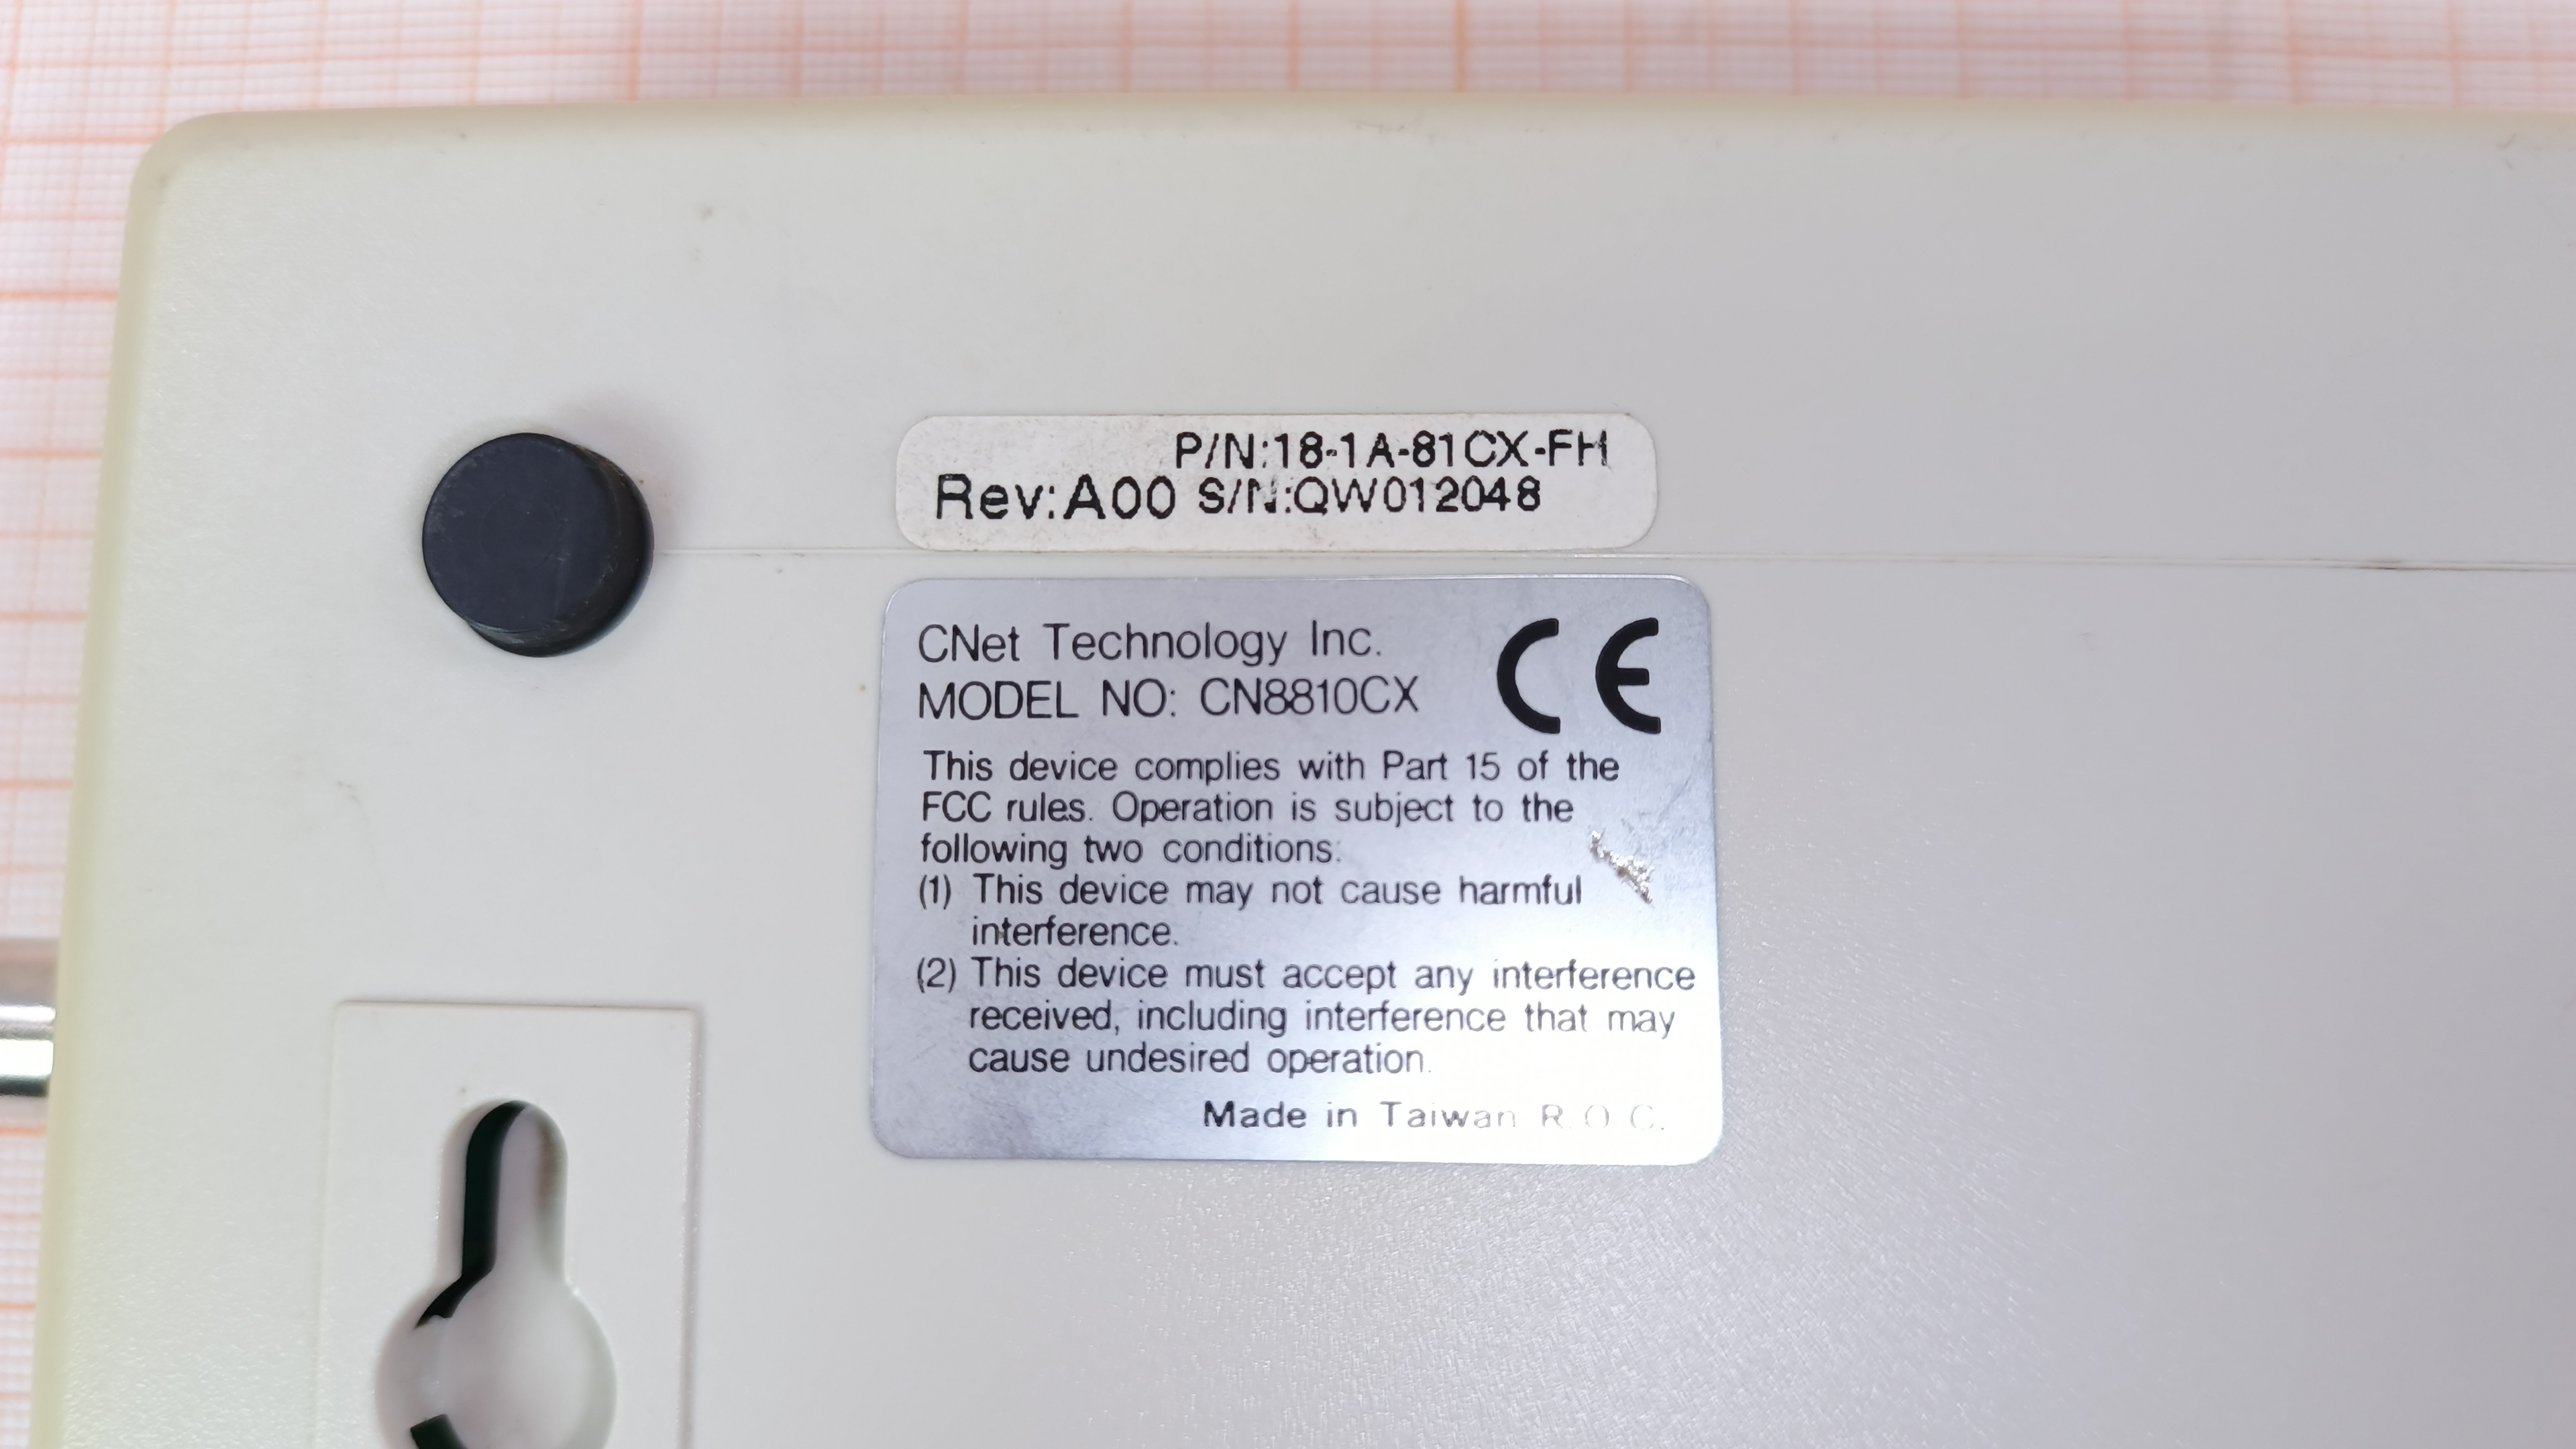 P/N:18-1A-81CX-FH
Rev:A00 S/N:QW012048
CNet Technology Inc.
MODEL NO: CN8810CX
CE
This device complies with Part 15 of the
FCC rules. Operation is subject to the
following two conditions:
(1) This device may not cause harmful
interference.
(2) This device must accept any interference
received, including interference that may
cause undesired operation.
Made in Taiwan R.O.C.